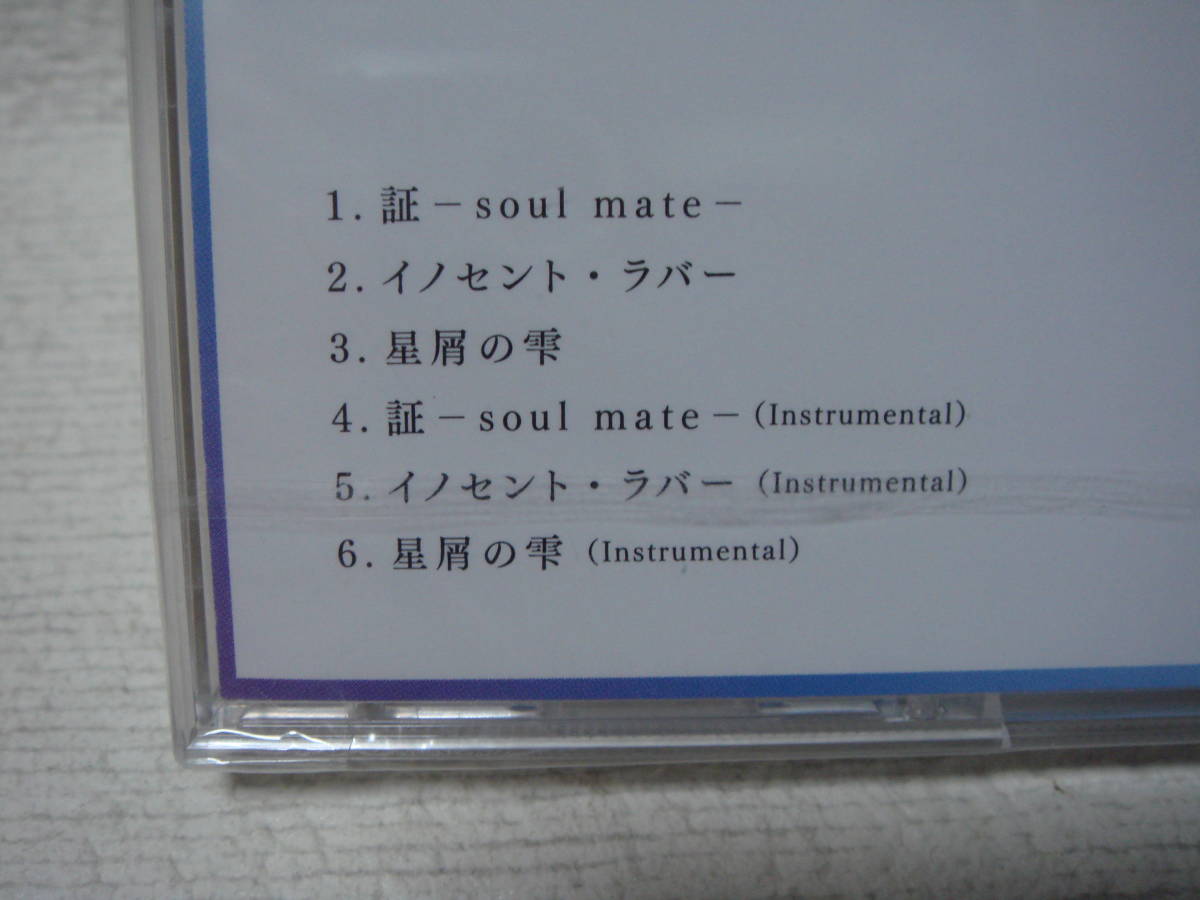 1. 証－soul mate－
2. イノセント・ラバー
3. 星屑の雫
4. 証－soul mate－(Instrumental)
5. イノセント・ラバー (Instrumental)
6. 星屑の雫 (Instrumental)